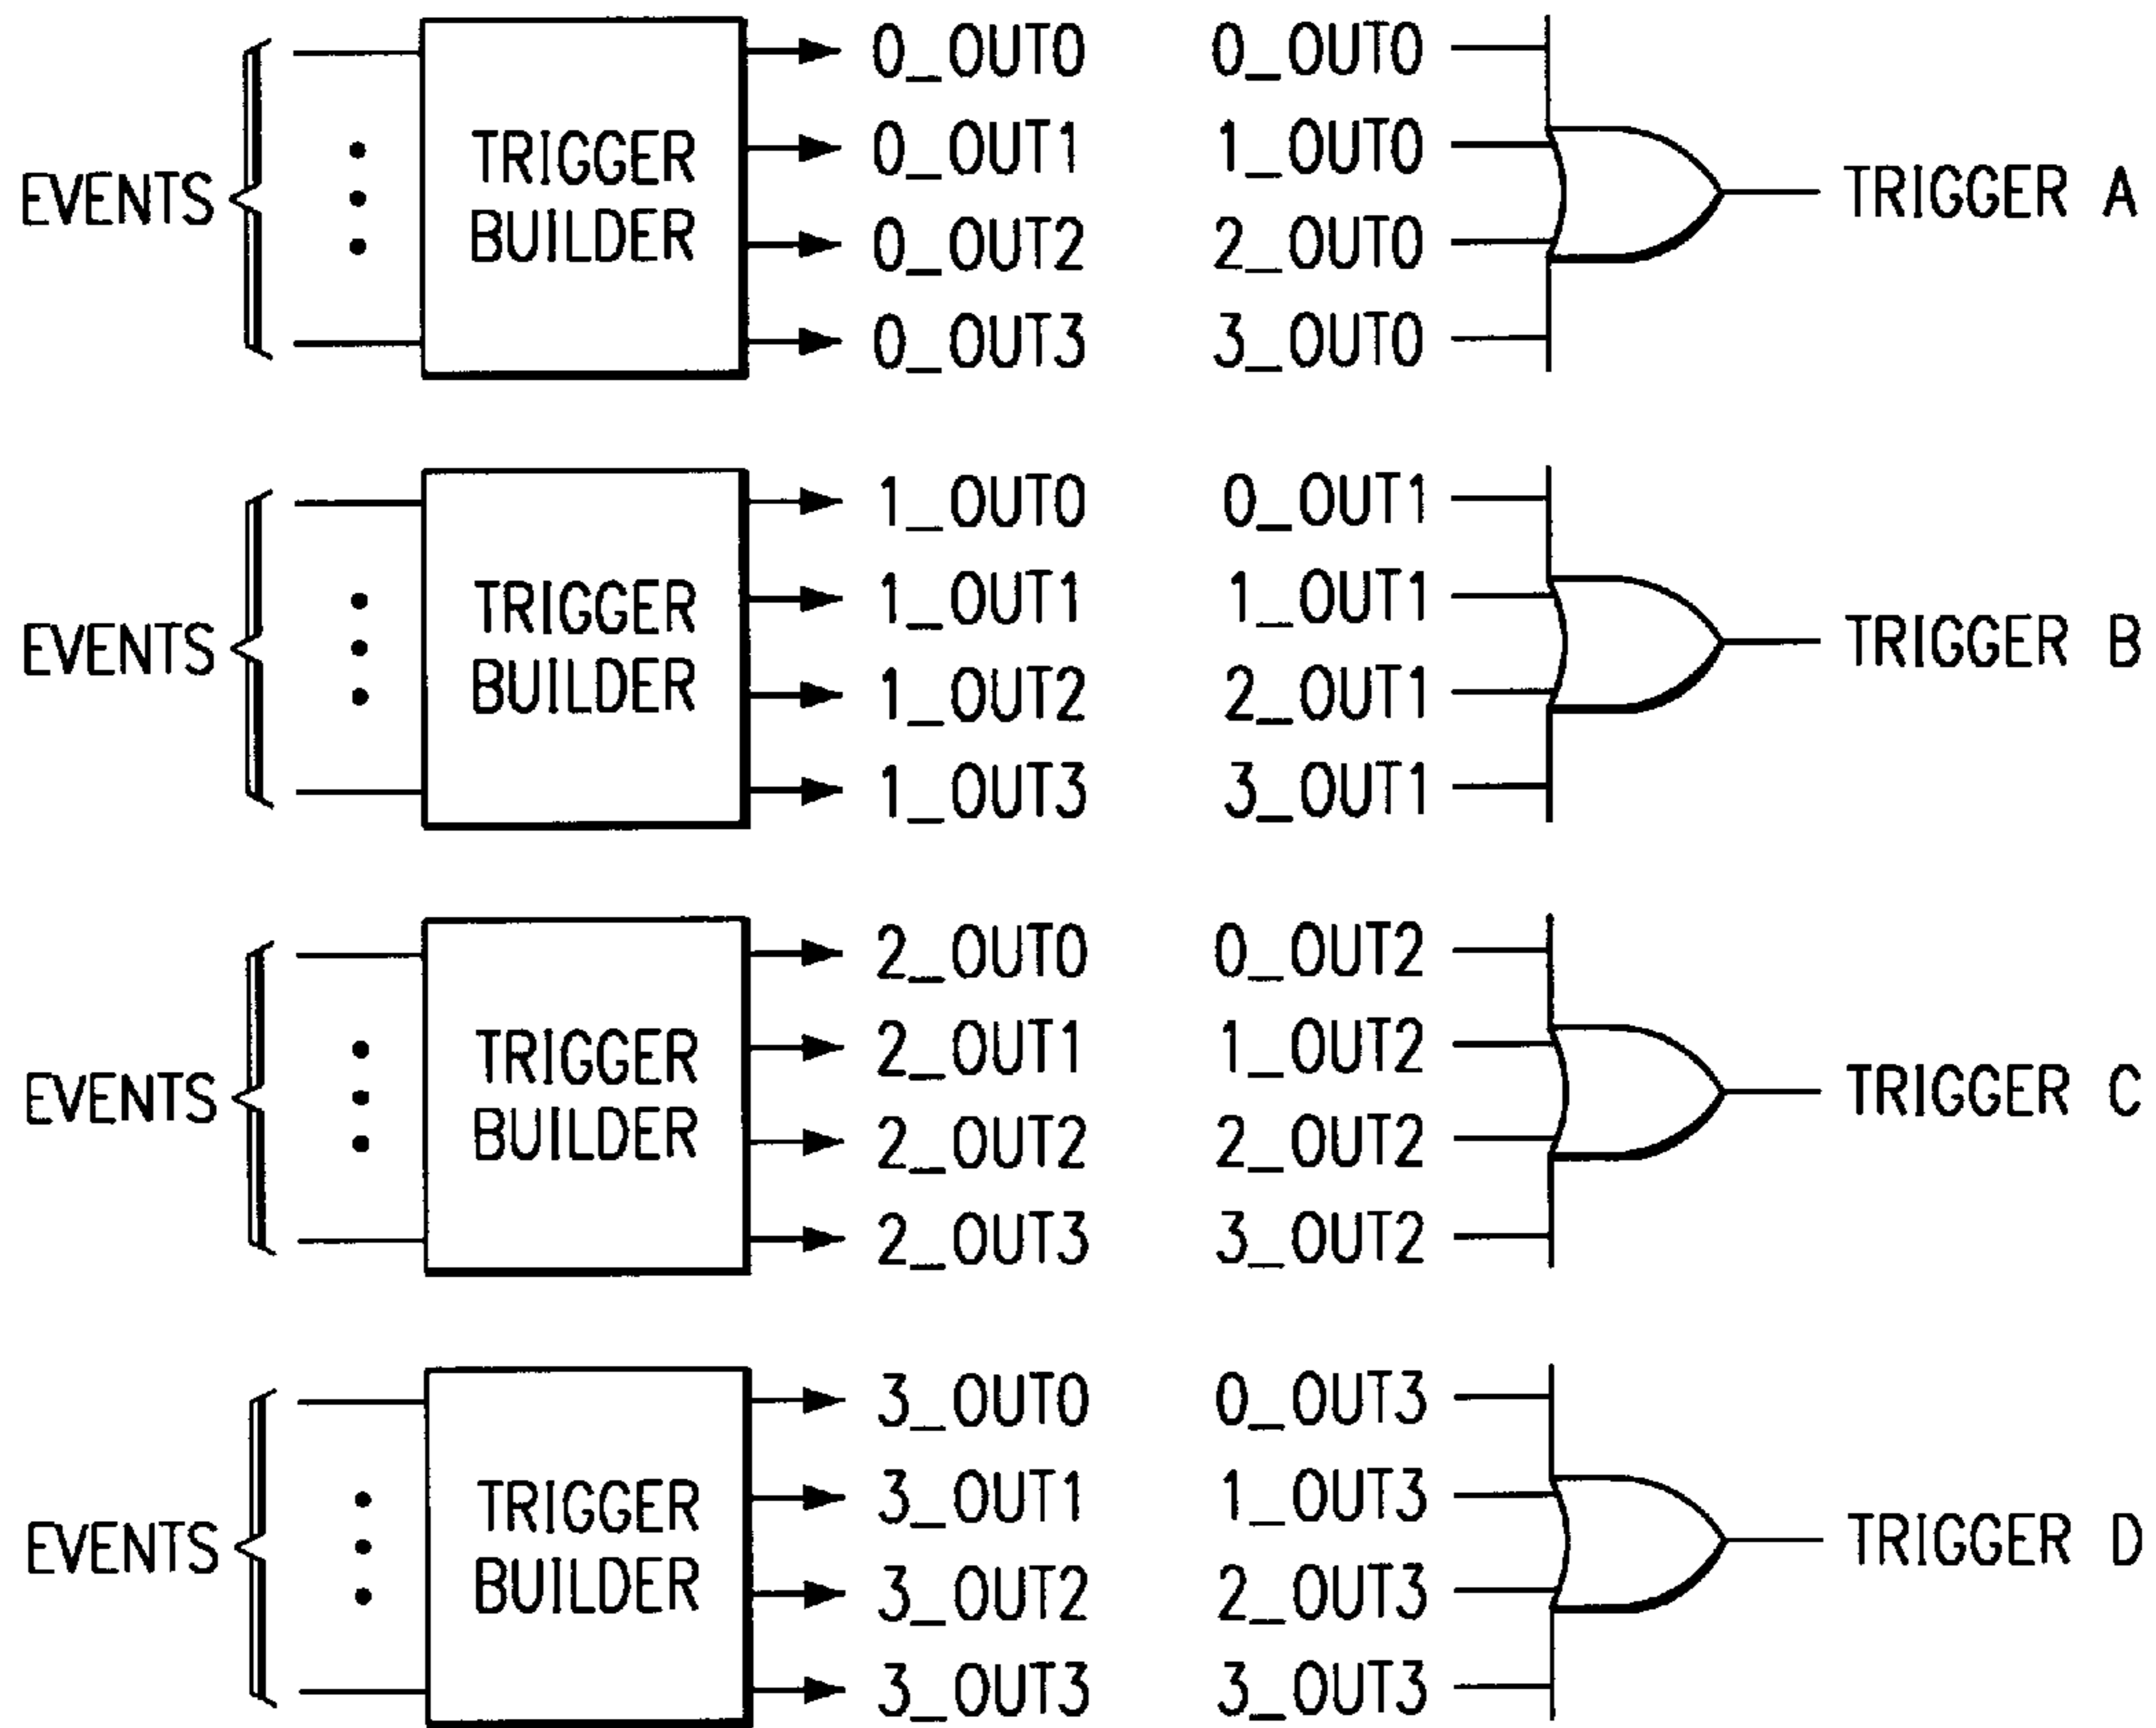 0_OUT0
0_OUT1
0_OUT2
0_OUT3
EVENTS
TRIGGER
BUILDER
0_OUT0
1_OUT0
2_OUT0
3_OUT0
TRIGGER A
1_OUT0
1_OUT1
1_OUT2
1_OUT3
EVENTS
TRIGGER
BUILDER
0_OUT1
1_OUT1
2_OUT1
3_OUT1
TRIGGER B
2_OUT0
2_OUT1
2_OUT2
2_OUT3
EVENTS
TRIGGER
BUILDER
0_OUT2
1_OUT2
2_OUT2
3_OUT2
TRIGGER C
3_OUT0
3_OUT1
3_OUT2
3_OUT3
EVENTS
TRIGGER
BUILDER
0_OUT3
1_OUT3
2_OUT3
3_OUT3
TRIGGER D